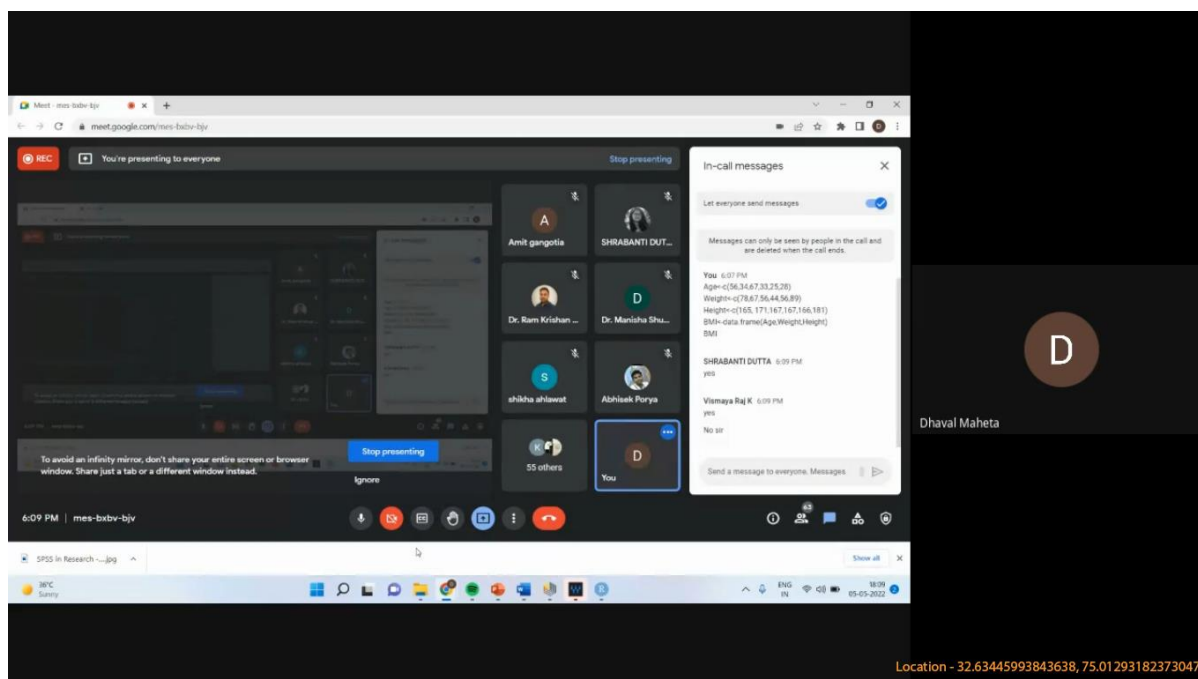 Meet - mes-bxbv-bjv
meet.google.com/mes-bxbv-bjv
REC
You're presenting to everyone
Stop presenting
In-call messages
Let everyone send messages
Messages can only be seen by people in the call and
are deleted when the call ends.
Amit gangotia
SHRABANTI DUT...
Dr. Ram Krishan ...
Dr. Manisha Shu...
shikha ahlawat
Abhisek Porya
55 others
You
A
D
S
K
D
You 6:07 PM
Age<-c(56,34,67,33,25,28)
Weight<-c(78,67,56,44,56,89)
Height<-c(165, 171,167,167,166,181)
BMI<-data.frame(Age,Weight,Height)
BMI
SHRABANTI DUTTA 6:09 PM
yes
Vismaya Raj K 6:09 PM
yes
No sir
Send a message to everyone. Messages
To avoid an infinity mirror, don't share your entire screen or browser
window. Share just a tab or a different window instead.
Stop presenting
Ignore
6:09 PM | mes-bxbv-bjv
63
SPSS in Research -....jpg
Show all
36°C
Sunny
ENG
IN
18:09
05-05-2022
D
Dhaval Maheta
Location - 32.63445993843638, 75.01293182373047